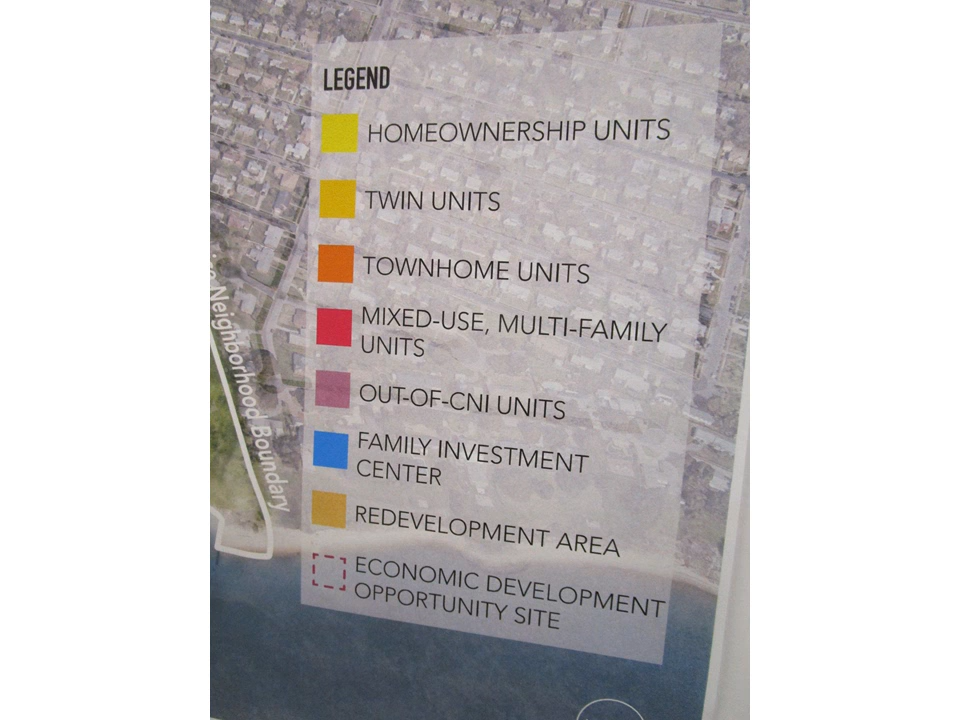 LEGEND
HOMEOWNERSHIP UNITS
TWIN UNITS
TOWNHOME UNITS
MIXED-USE, MULTI-FAMILY
UNITS
OUT-OF-CNI UNITS
FAMILY INVESTMENT
CENTER
REDEVELOPMENT AREA
ECONOMIC DEVELOPMENT
OPPORTUNITY SITE
Neighborhood Boundary